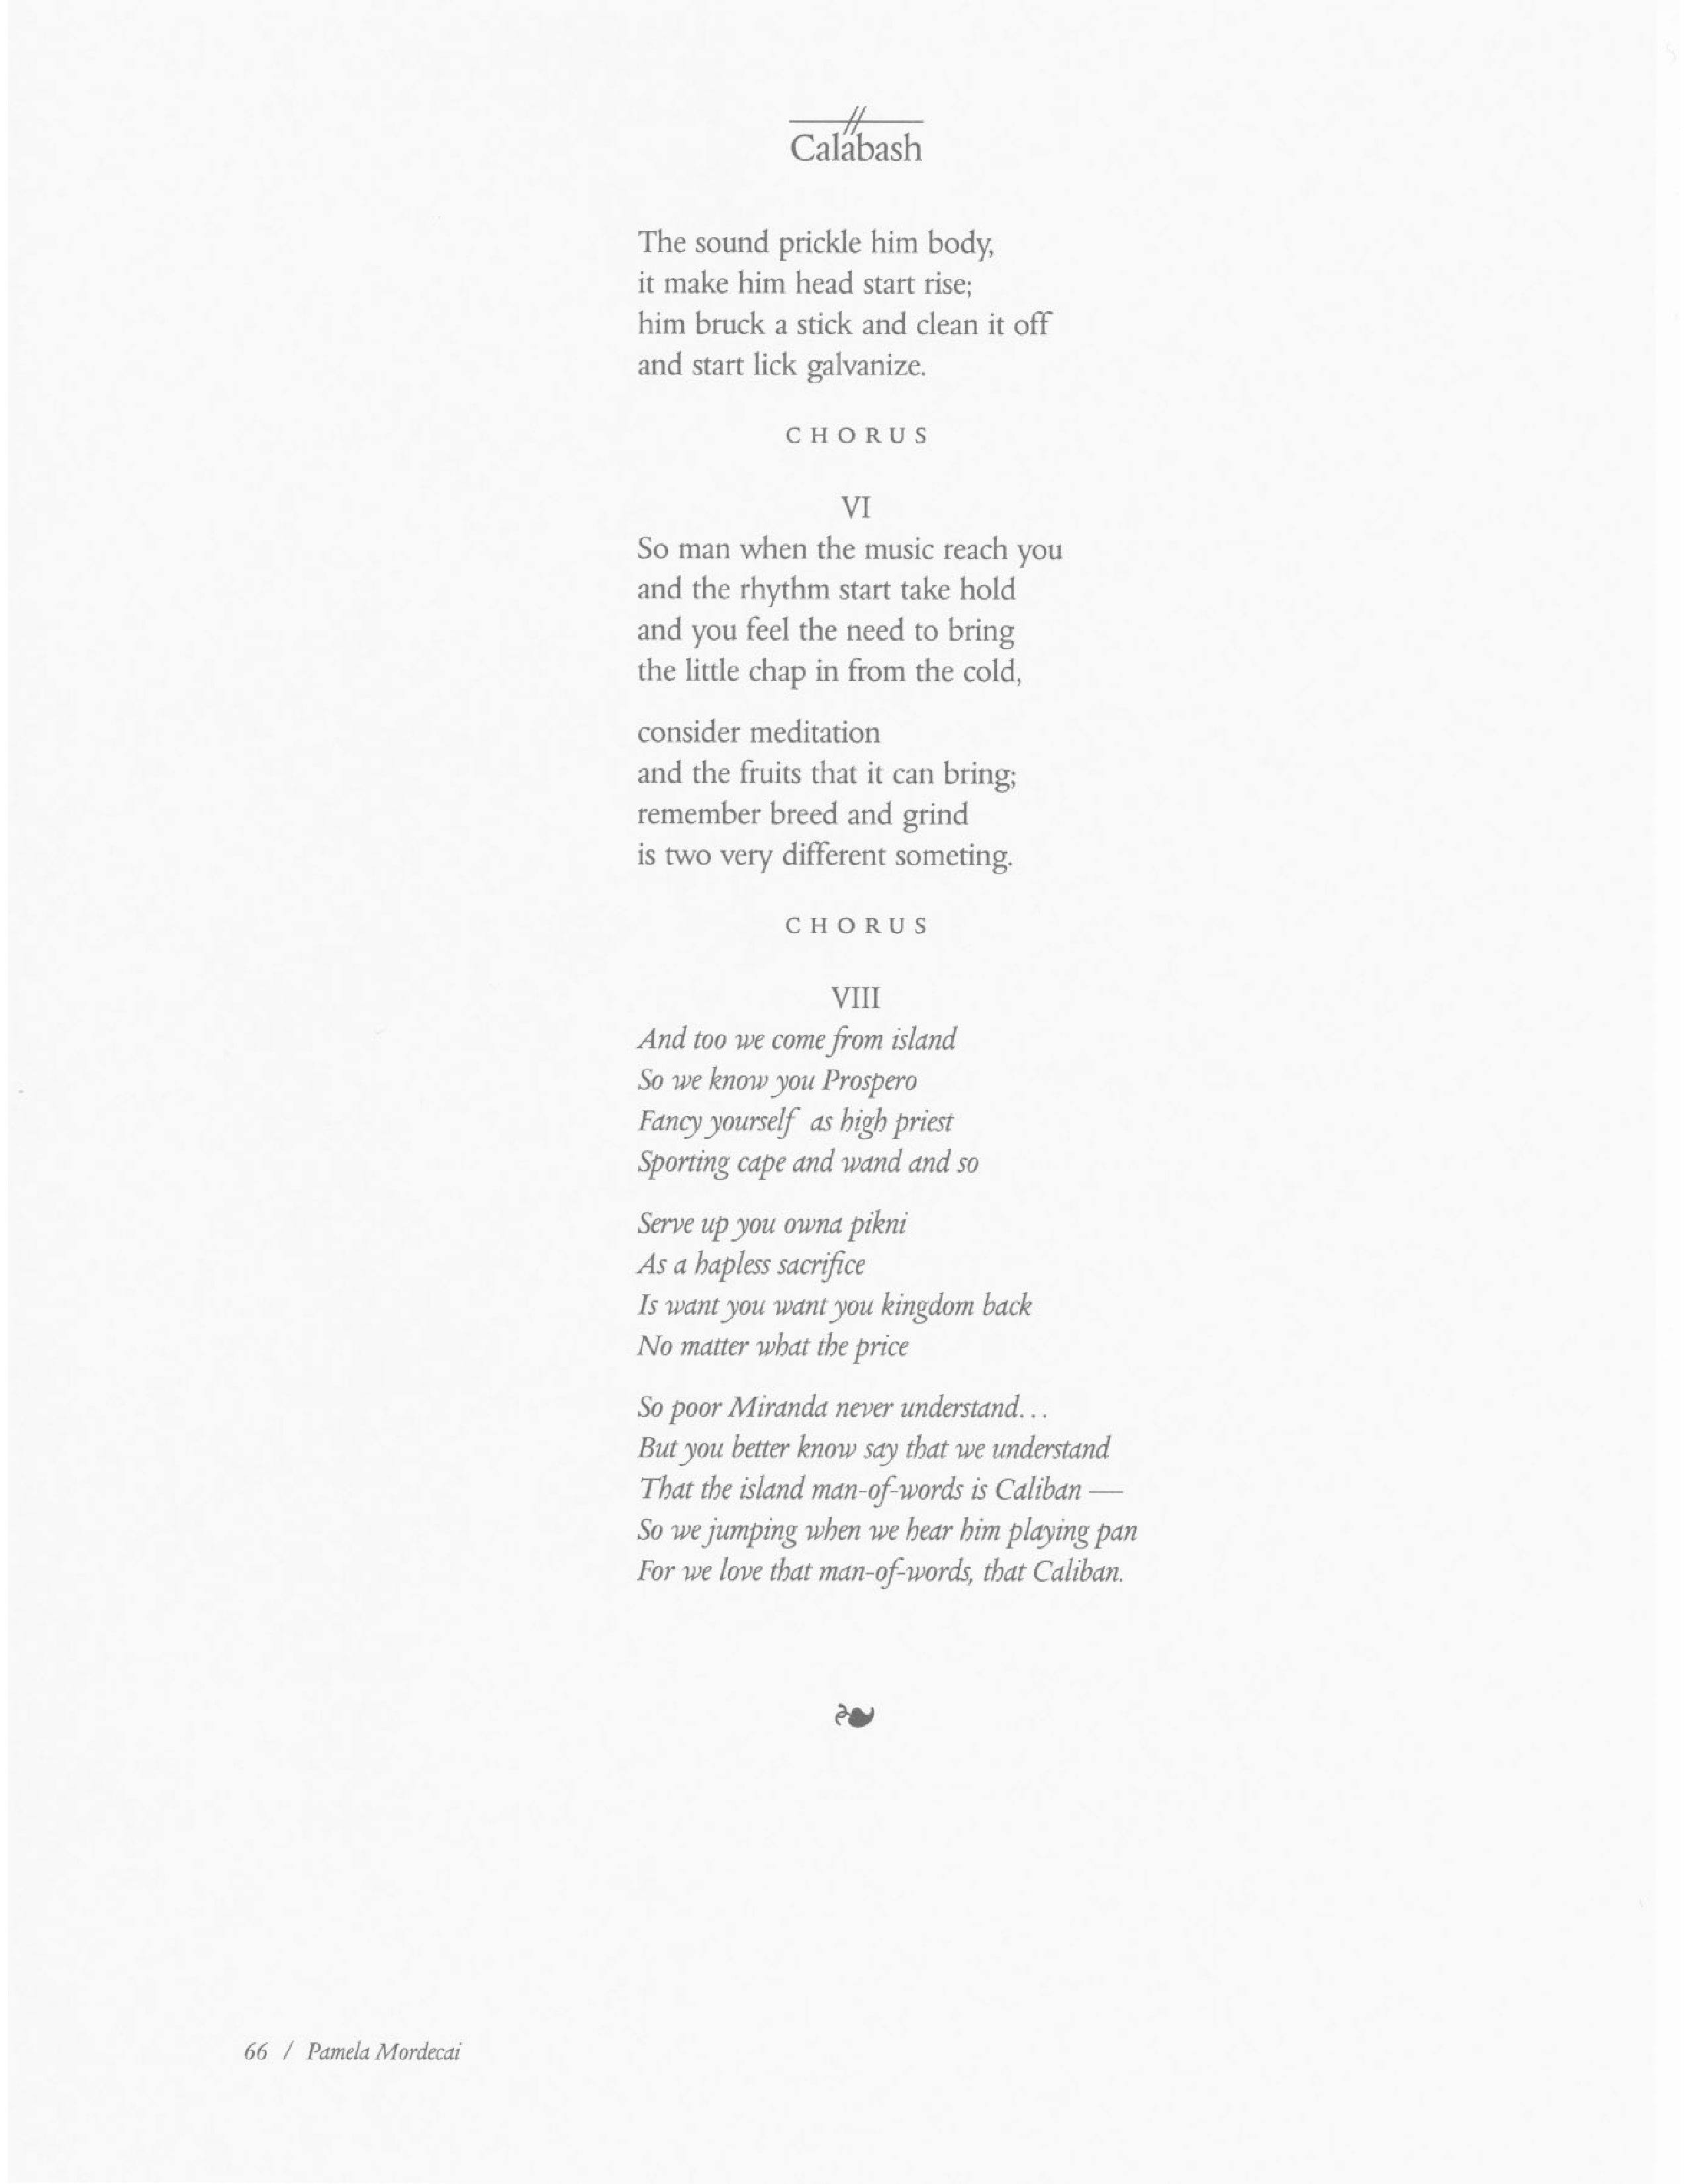 Calabash
The sound prickle him body,
it make him head start rise;
him bruck a stick and clean it off
and start lick galvanize.
CHORUS
VI
So man when the music reach you
and the rhythm start take hold
and you feel the need to bring
the little chap in from the cold,
consider meditation
and the fruits that it can bring;
remember breed and grind
is two very different someting.
CHORUS
VIII
And too we come from island
So we know you Prospero
Fancy yourself as high priest
Sporting cape and wand and so
Serve up you owna pikni
As a hapless sacrifice
Is want you want you kingdom back
No matter what the price
So poor Miranda never understand...
But you better know say that we understand
That the island man-of-words is Caliban —
So we jumping when we hear him playing pan
For we love that man-of-words, that Caliban.
66 / Pamela Mordecai